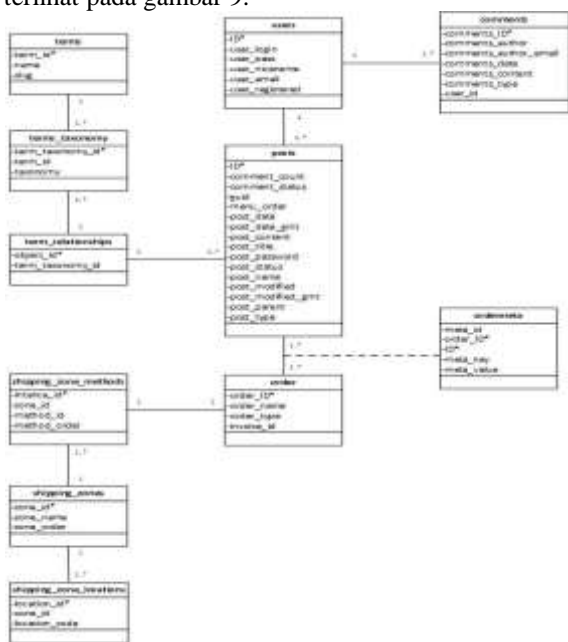 terlihat pada gambar 9.
users
-ID*
-user_login
-user_pass
-user_nicename
-user_email
-user_registered
comments
-comments_ID*
-comments_author
-comments_author_email
-comments_date
-comments_content
-comments_type
-user_id
terms
-term_id*
-name
-slug
term_taxonomy
-term_taxonomy_id*
-term_id
-taxonomy
term_relationships
-object_id*
-term_taxonomy_id
posts
-ID*
-comment_count
-comment_status
-guid
-menu_order
-post_date
-post_date_gmt
-post_content
-post_title
-post_password
-post_status
-post_name
-post_modified
-post_modified_gmt
-post_parent
-post_type
ordermeta
-meta_id
-order_ID*
-ID*
-meta_key
-meta_value
order
-order_ID*
-order_name
-order_type
-invoice_id
shipping_zone_methods
-zone_id
-method_id
-method_order
shipping_zones
-zone_id*
-zone_name
-zone_order
shipping_zone_locations
-location_id*
-zone_id
-location_code